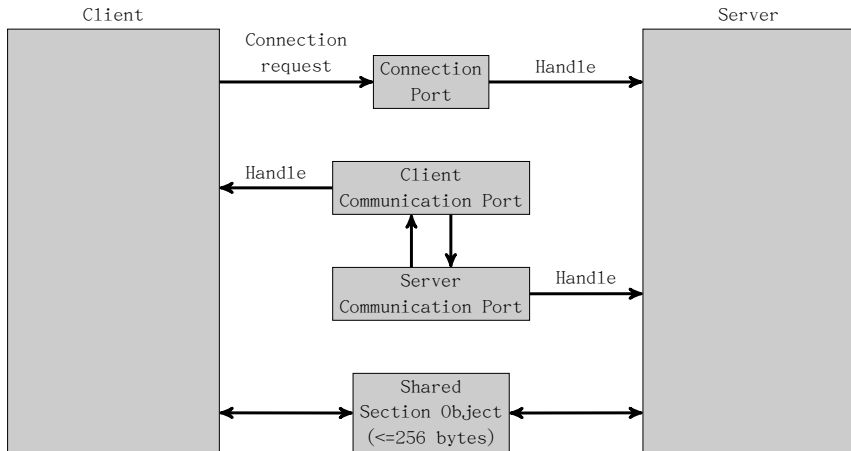 Client
Server
Connection
request
Connection
Port
Handle
Handle
Client
Communication Port
Server
Communication Port
Handle
Shared
Section Object
(<=256 bytes)